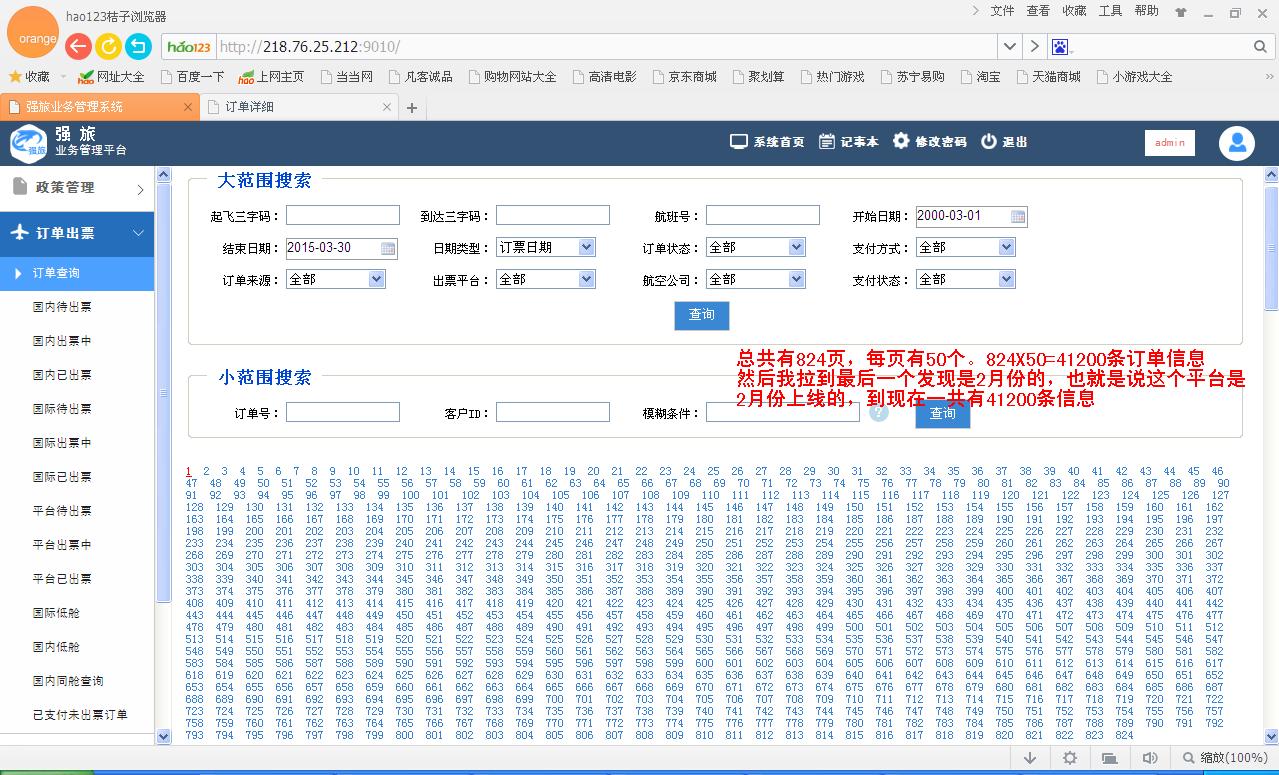 hao123桔子浏览器
文件 查看 收藏 工具 帮助
orange
hao123 http://218.76.25.212:9010/
收藏 网址大全 百度一下 上网主页 当当网 凡客诚品 购物网站大全 高清电影 京东商城 聚划算 热门游戏 苏宁易购 淘宝 天猫商城 小游戏大全
强旅业务管理系统 订单详细
强旅
业务管理平台
系统首页 记事本 修改密码 退出 admin
政策管理
订单出票
订单查询
国内待出票
国内出票中
国内已出票
国际待出票
国际出票中
国际已出票
平台待出票
平台出票中
平台已出票
国际低舱
国内低舱
国内同舱查询
已支付未出票订单
大范围搜索
起飞三字码： 到达三字码： 航班号： 开始日期：2000-03-01
结束日期：2015-03-30 日期类型：订票日期 订单状态：全部 支付方式：全部
订单来源：全部 出票平台：全部 航空公司：全部 支付状态：全部
查询
总共有824页，每页有50个。824X50=41200条订单信息
然后我拉到最后一个发现是2月份的，也就是说这个平台是
2月份上线的，到现在一共有41200条信息
小范围搜索
订单号： 客户ID： 模糊条件： ? 查询
1 2 3 4 5 6 7 8 9 10 11 12 13 14 15 16 17 18 19 20 21 22 23 24 25 26 27 28 29 30 31 32 33 34 35 36 37 38 39 40 41 42 43 44 45 46
47 48 49 50 51 52 53 54 55 56 57 58 59 60 61 62 63 64 65 66 67 68 69 70 71 72 73 74 75 76 77 78 79 80 81 82 83 84 85 86 87 88 89 90
91 92 93 94 95 96 97 98 99 100 101 102 103 104 105 106 107 108 109 110 111 112 113 114 115 116 117 118 119 120 121 122 123 124 125 126 127
128 129 130 131 132 133 134 135 136 137 138 139 140 141 142 143 144 145 146 147 148 149 150 151 152 153 154 155 156 157 158 159 160 161 162
163 164 165 166 167 168 169 170 171 172 173 174 175 176 177 178 179 180 181 182 183 184 185 186 187 188 189 190 191 192 193 194 195 196 197
198 199 200 201 202 203 204 205 206 207 208 209 210 211 212 213 214 215 216 217 218 219 220 221 222 223 224 225 226 227 228 229 230 231 232
233 234 235 236 237 238 239 240 241 242 243 244 245 246 247 248 249 250 251 252 253 254 255 256 257 258 259 260 261 262 263 264 265 266 267
268 269 270 271 272 273 274 275 276 277 278 279 280 281 282 283 284 285 286 287 288 289 290 291 292 293 294 295 296 297 298 299 300 301 302
303 304 305 306 307 308 309 310 311 312 313 314 315 316 317 318 319 320 321 322 323 324 325 326 327 328 329 330 331 332 333 334 335 336 337
338 339 340 341 342 343 344 345 346 347 348 349 350 351 352 353 354 355 356 357 358 359 360 361 362 363 364 365 366 367 368 369 370 371 372
373 374 375 376 377 378 379 380 381 382 383 384 385 386 387 388 389 390 391 392 393 394 395 396 397 398 399 400 401 402 403 404 405 406 407
408 409 410 411 412 413 414 415 416 417 418 419 420 421 422 423 424 425 426 427 428 429 430 431 432 433 434 435 436 437 438 439 440 441 442
443 444 445 446 447 448 449 450 451 452 453 454 455 456 457 458 459 460 461 462 463 464 465 466 467 468 469 470 471 472 473 474 475 476 477
478 479 480 481 482 483 484 485 486 487 488 489 490 491 492 493 494 495 496 497 498 499 500 501 502 503 504 505 506 507 508 509 510 511 512
513 514 515 516 517 518 519 520 521 522 523 524 525 526 527 528 529 530 531 532 533 534 535 536 537 538 539 540 541 542 543 544 545 546 547
548 549 550 551 552 553 554 555 556 557 558 559 560 561 562 563 564 565 566 567 568 569 570 571 572 573 574 575 576 577 578 579 580 581 582
583 584 585 586 587 588 589 590 591 592 593 594 595 596 597 598 599 600 601 602 603 604 605 606 607 608 609 610 611 612 613 614 615 616 617
618 619 620 621 622 623 624 625 626 627 628 629 630 631 632 633 634 635 636 637 638 639 640 641 642 643 644 645 646 647 648 649 650 651 652
653 654 655 656 657 658 659 660 661 662 663 664 665 666 667 668 669 670 671 672 673 674 675 676 677 678 679 680 681 682 683 684 685 686 687
688 689 690 691 692 693 694 695 696 697 698 699 700 701 702 703 704 705 706 707 708 709 710 711 712 713 714 715 716 717 718 719 720 721 722
723 724 725 726 727 728 729 730 731 732 733 734 735 736 737 738 739 740 741 742 743 744 745 746 747 748 749 750 751 752 753 754 755 756 757
758 759 760 761 762 763 764 765 766 767 768 769 770 771 772 773 774 775 776 777 778 779 780 781 782 783 784 785 786 787 788 789 790 791 792
793 794 795 796 797 798 799 800 801 802 803 804 805 806 807 808 809 810 811 812 813 814 815 816 817 818 819 820 821 822 823 824
缩放(100%)